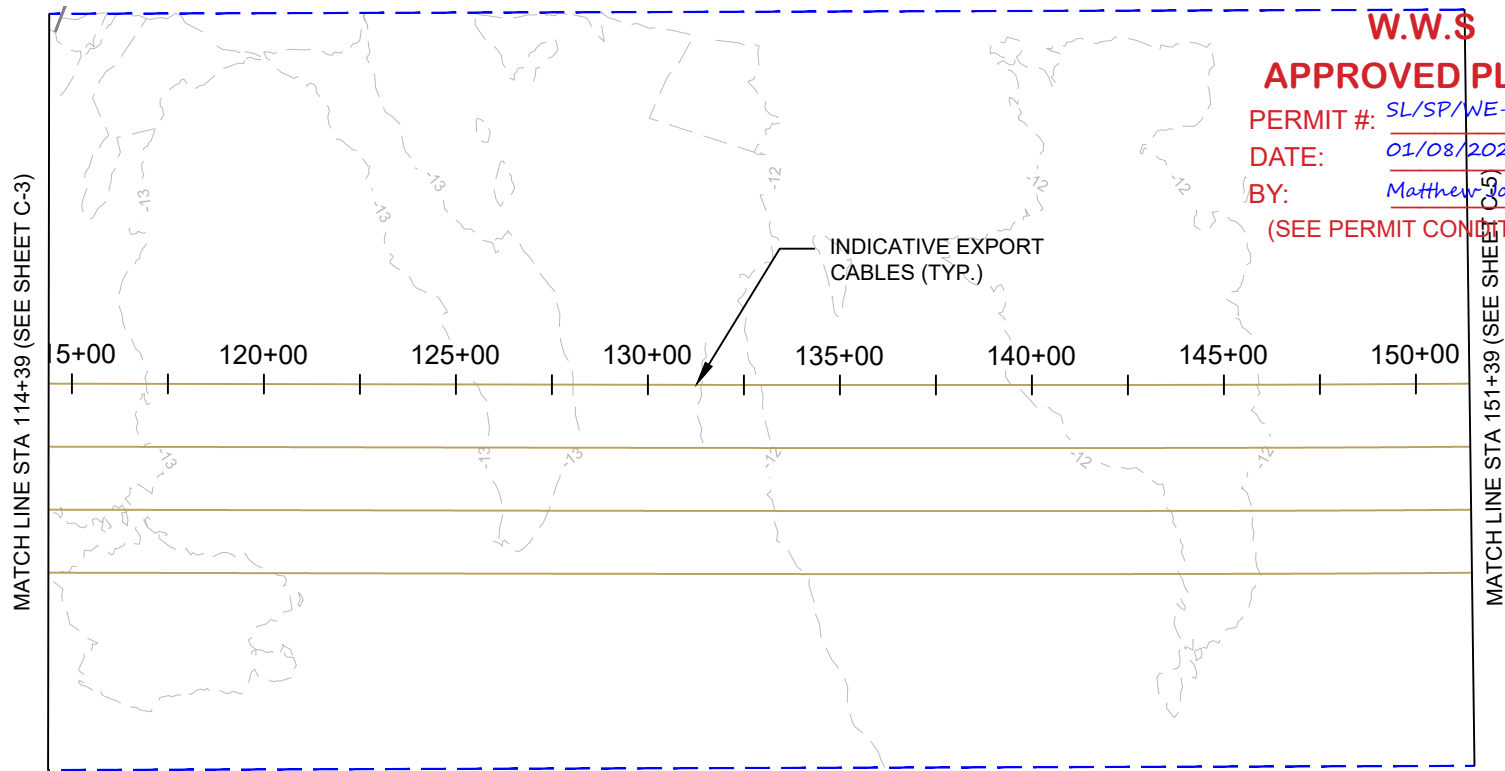 W.W.S
APPROVED
PERMIT #: SL/SP/WE-
DATE: 01/08/202
BY: Matthew
(SEE PERMIT
MATCH LINE STA 114+39 (SEE SHEET C-3)
MATCH LINE STA 151+39 (SEE SHEET C-5)
INDICATIVE EXPORT
CABLES (TYP.)
15+00 120+00 125+00 130+00 135+00 140+00 145+00 150+00
-13
-13
-13
-12
-12
-12
-13
-13
-13
-12
-12
-12